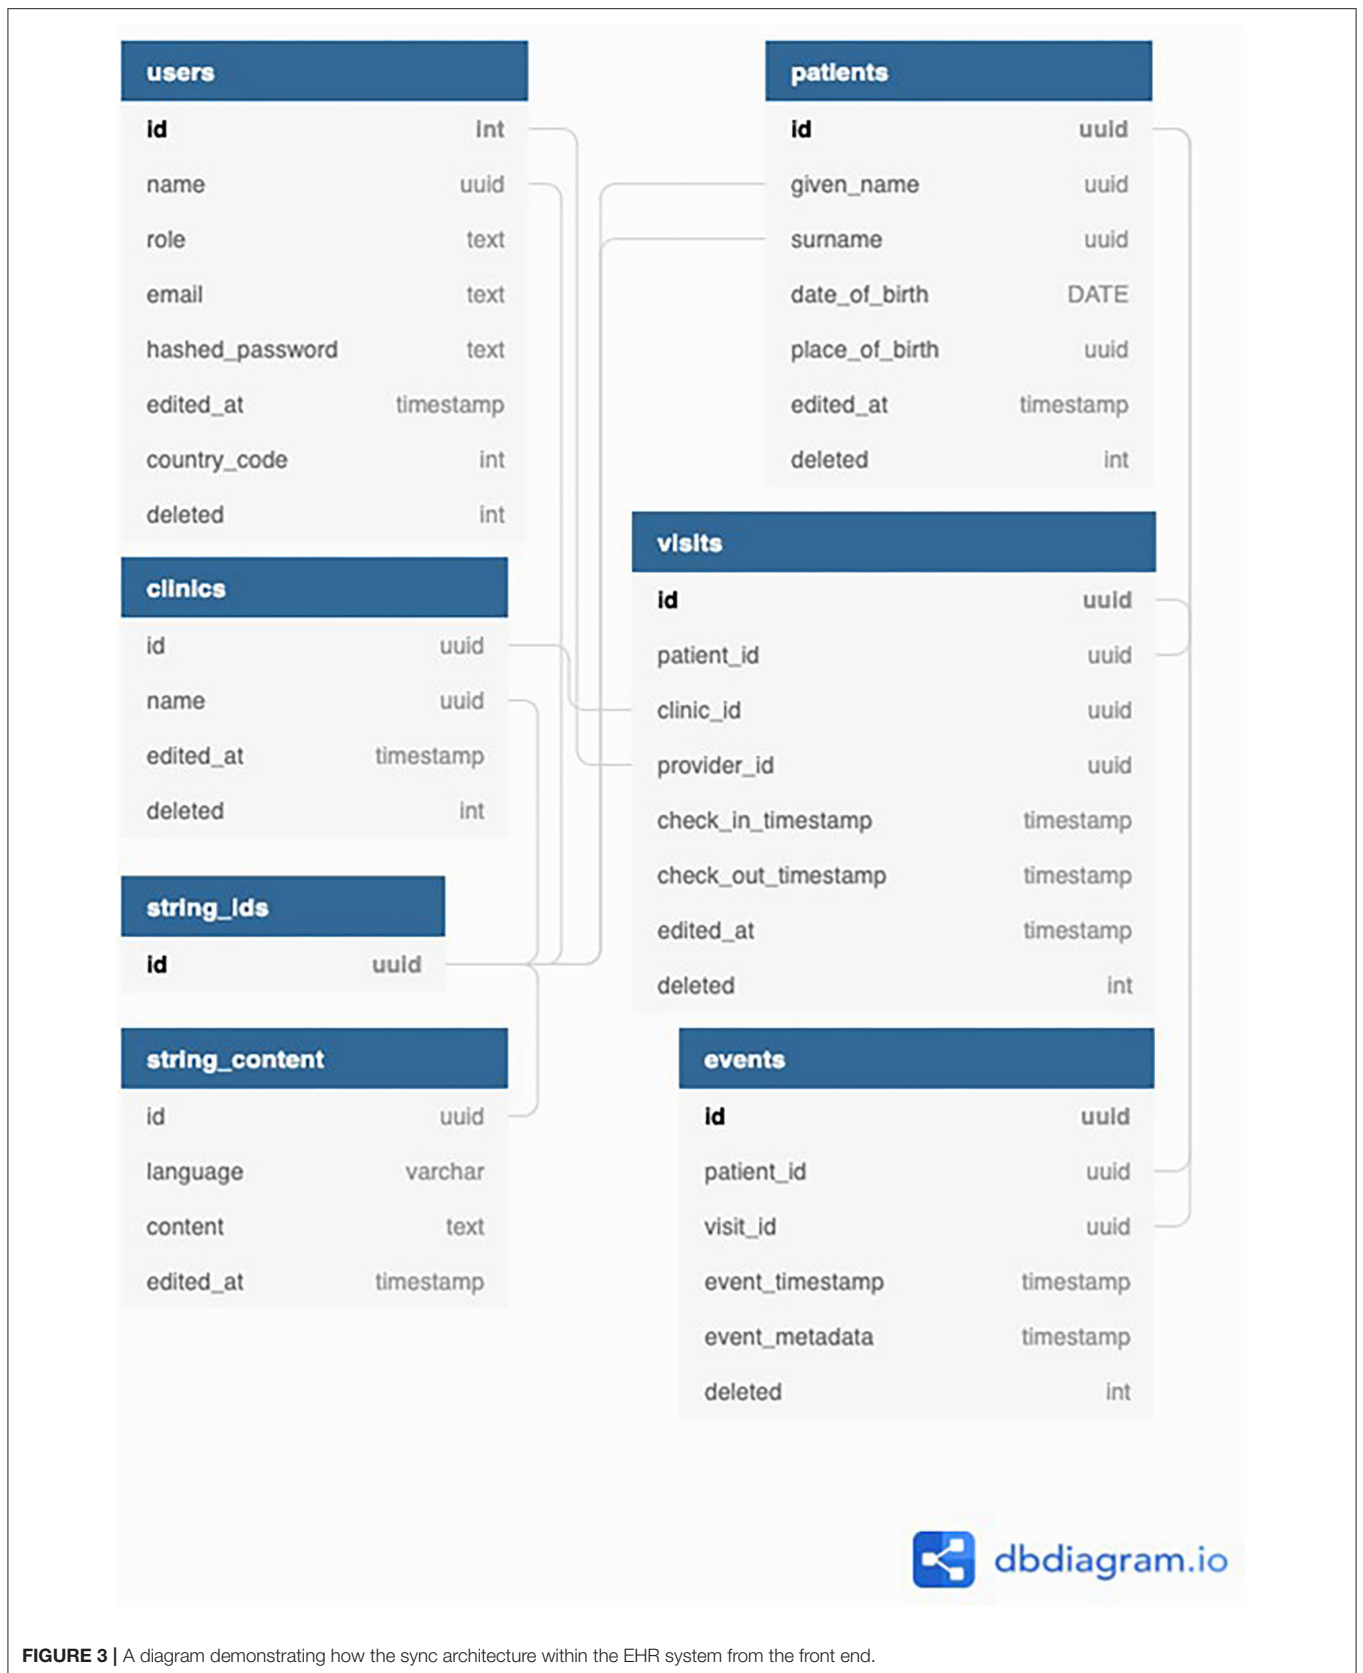 users
id int
name uuid
role text
email text
hashed_password text
edited_at timestamp
country_code int
deleted int
clinics
id uuid
name uuid
edited_at timestamp
deleted int
string_ids
id uuid
string_content
id uuid
language varchar
content text
edited_at timestamp
patients
id uuid
given_name uuid
surname uuid
date_of_birth DATE
place_of_birth uuid
edited_at timestamp
deleted int
visits
id uuid
patient_id uuid
clinic_id uuid
provider_id uuid
check_in_timestamp timestamp
check_out_timestamp timestamp
edited_at timestamp
deleted int
events
id uuid
patient_id uuid
visit_id uuid
event_timestamp timestamp
event_metadata timestamp
deleted int
dbdiagram.io
FIGURE 3 | A diagram demonstrating how the sync architecture within the EHR system from the front end.